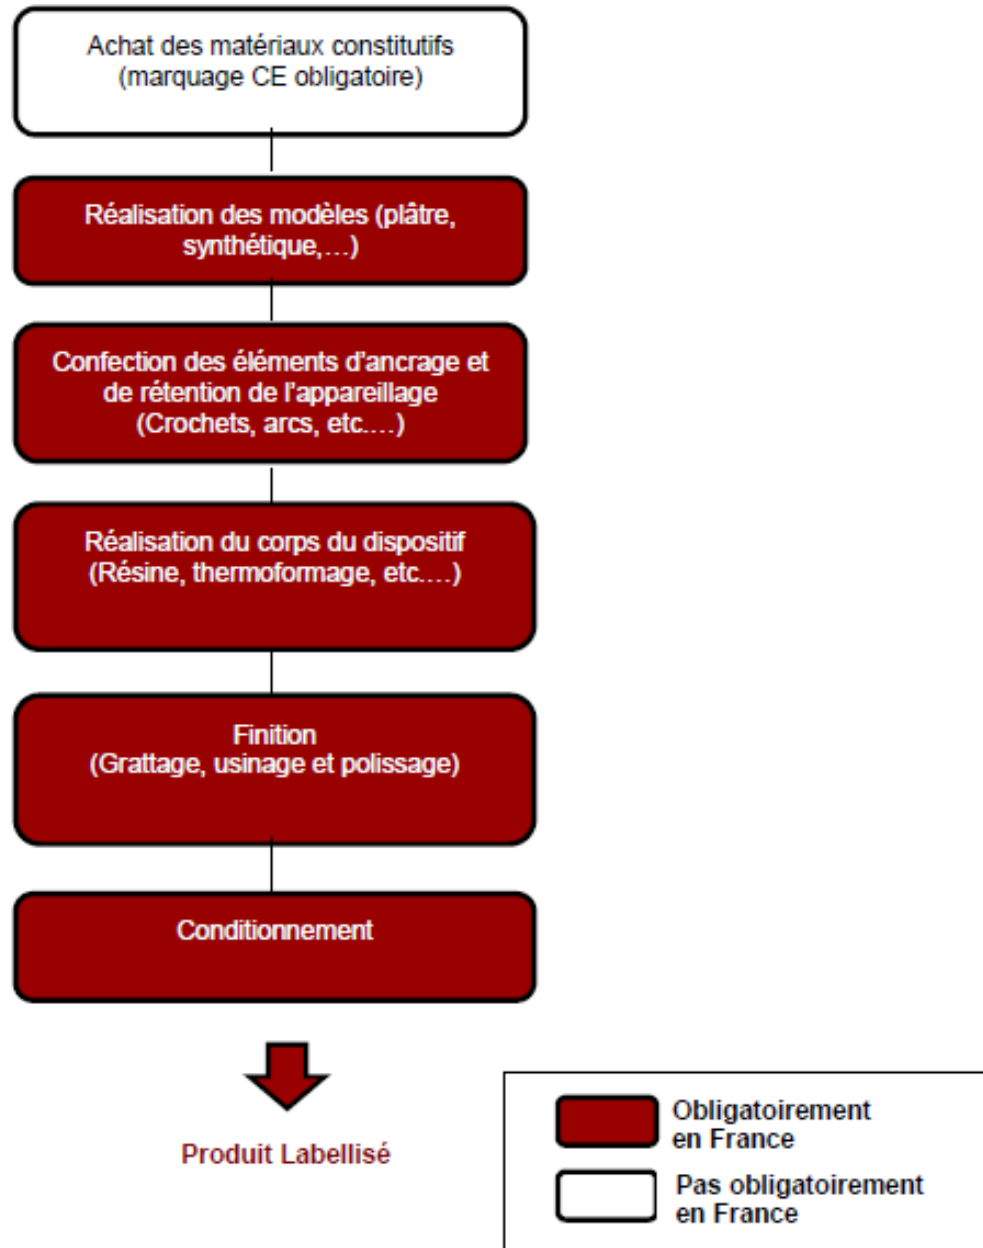 Achat des matériaux constitutifs
(marquage CE obligatoire)
Réalisation des modèles (plâtre,
synthétique,…)
Confection des éléments d'ancrage et
de rétention de l'appareillage
(Crochets, arcs, etc.…)
Réalisation du corps du dispositif
(Résine, thermoformage, etc.…)
Finition
(Grattage, usinage et polissage)
Conditionnement
Produit Labellisé
Obligatoirement
en France
Pas obligatoirement
en France